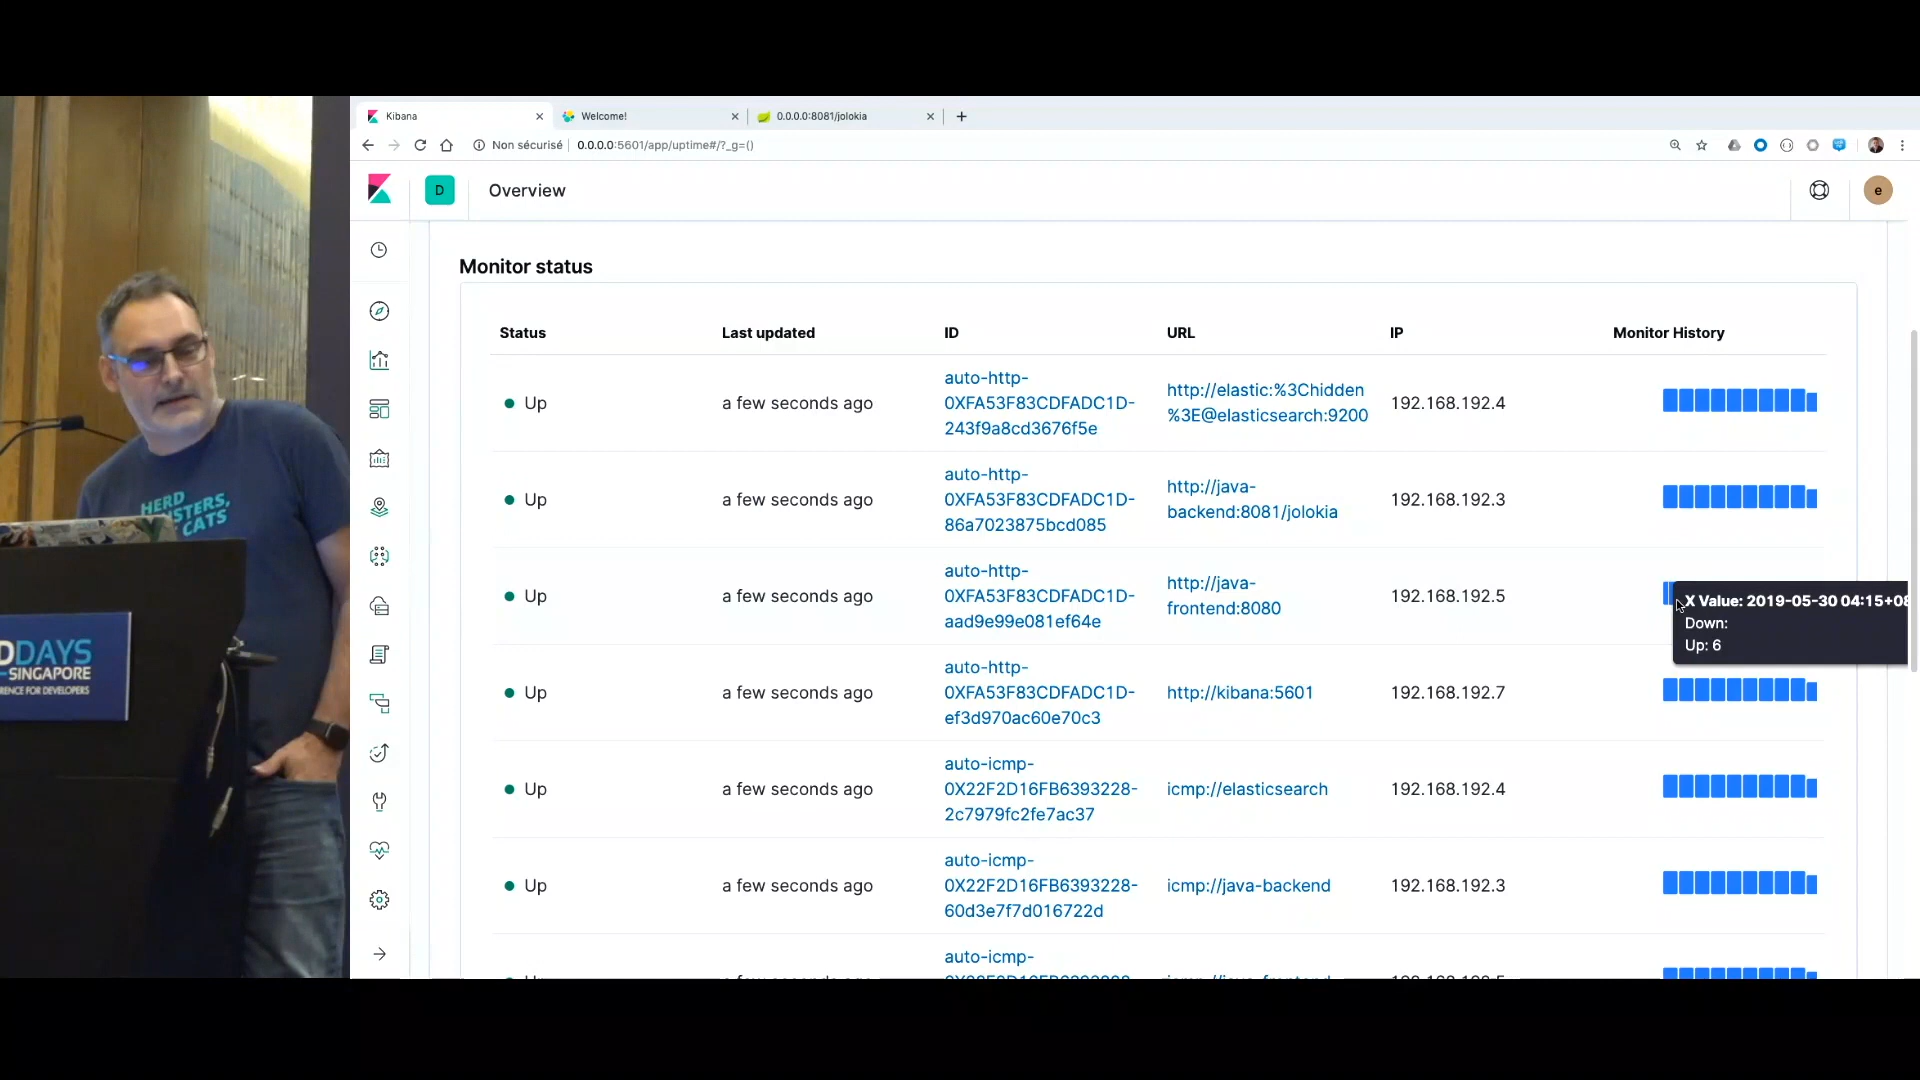 Kibana
Welcome!
0.0.0.0:8081/jolokia
Non sécurisé
0.0.0.0:5601/app/uptime#/?_g=()
D
Overview
e
Monitor status
Status Last updated ID URL IP Monitor History
Up
a few seconds ago
auto-http-
0XFA53F83CDFADC1D-
243f9a8cd3676f5e
http://elastic:%3Chidden
%3E@elasticsearch:9200
192.168.192.4
Up
a few seconds ago
auto-http-
0XFA53F83CDFADC1D-
86a7023875bcd085
http://java-
backend:8081/jolokia
192.168.192.3
Up
a few seconds ago
auto-http-
0XFA53F83CDFADC1D-
aad9e99e081ef64e
http://java-
frontend:8080
192.168.192.5
X Value: 2019-05-30 04:15+08
Down:
Up: 6
Up
a few seconds ago
auto-http-
0XFA53F83CDFADC1D-
ef3d970ac60e70c3
http://kibana:5601
192.168.192.7
Up
a few seconds ago
auto-icmp-
0X22F2D16FB6393228-
2c7979fc2fe7ac37
icmp://elasticsearch
192.168.192.4
Up
a few seconds ago
auto-icmp-
0X22F2D16FB6393228-
60d3e7f7d016722d
icmp://java-backend
192.168.192.3
auto-icmp-
HERD
STERS,
CATS
DDAYS
SINGAPORE
RENCE FOR DEVELOPERS